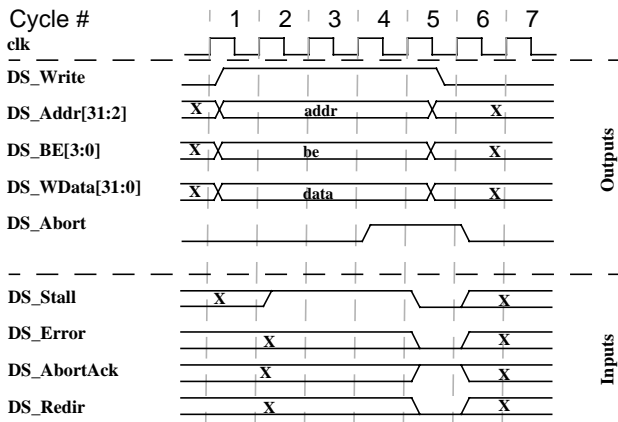 Cycle # 1 2 3 4 5 6 7
clk
DS_Write
DS_Addr[31:2] X addr X
DS_BE[3:0] X be X
DS_WData[31:0] X data X
DS_Abort
Outputs
DS_Stall X X
DS_Error X X
DS_AbortAck X X
DS_Redir X X
Inputs